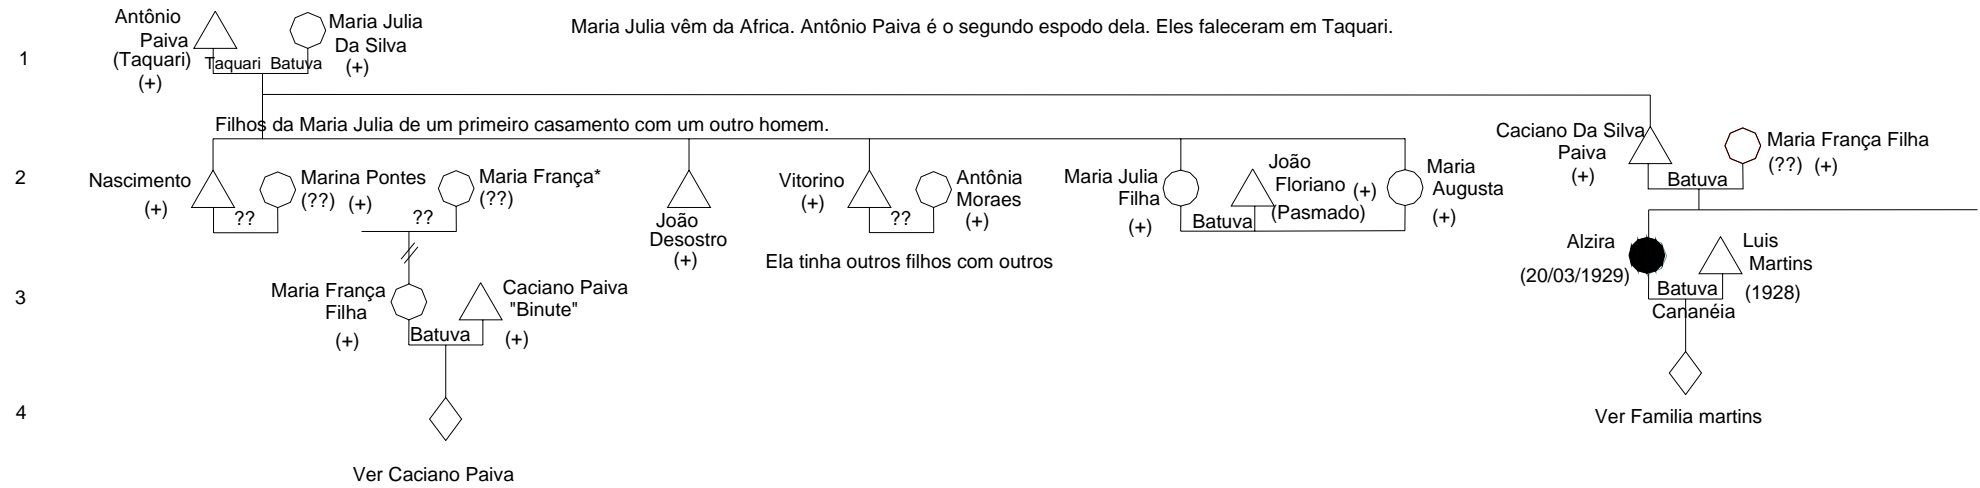 Antônio
Paiva
(Taquari)
(+)
Maria Julia
Da Silva
(+)
Taquari Batuva
Maria Julia vêm da Africa. Antônio Paiva é o segundo espodo dela. Eles faleceram em Taquari.
1
Filhos da Maria Julia de um primeiro casamento com um outro homem.
2
Nascimento
(+)
??
Marina Pontes
(??) (+)
??
Maria França*
(??)
João
Desostro
(+)
Vitorino
(+)
??
Antônia
Moraes
(+)
Ela tinha outros filhos com outros
Maria Julia
Filha
(+)
Batuva
João
Floriano (+)
(Pasmado)
Maria
Augusta
(+)
Caciano Da Silva
Paiva
(+)
Batuva
Maria França Filha
(??) (+)
3
Maria França
Filha
(+)
Batuva
Caciano Paiva
"Binute"
(+)
Alzira
(20/03/1929)
Batuva
Cananéia
Luis
Martins
(1928)
4
Ver Caciano Paiva
Ver Familia martins